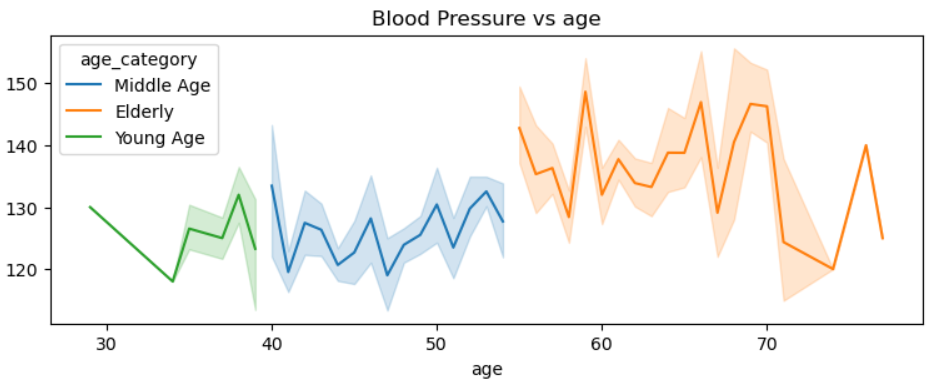 Blood Pressure vs age
age_category
Middle Age
Elderly
Young Age
150
140
130
120
30 40 50 60 70
age